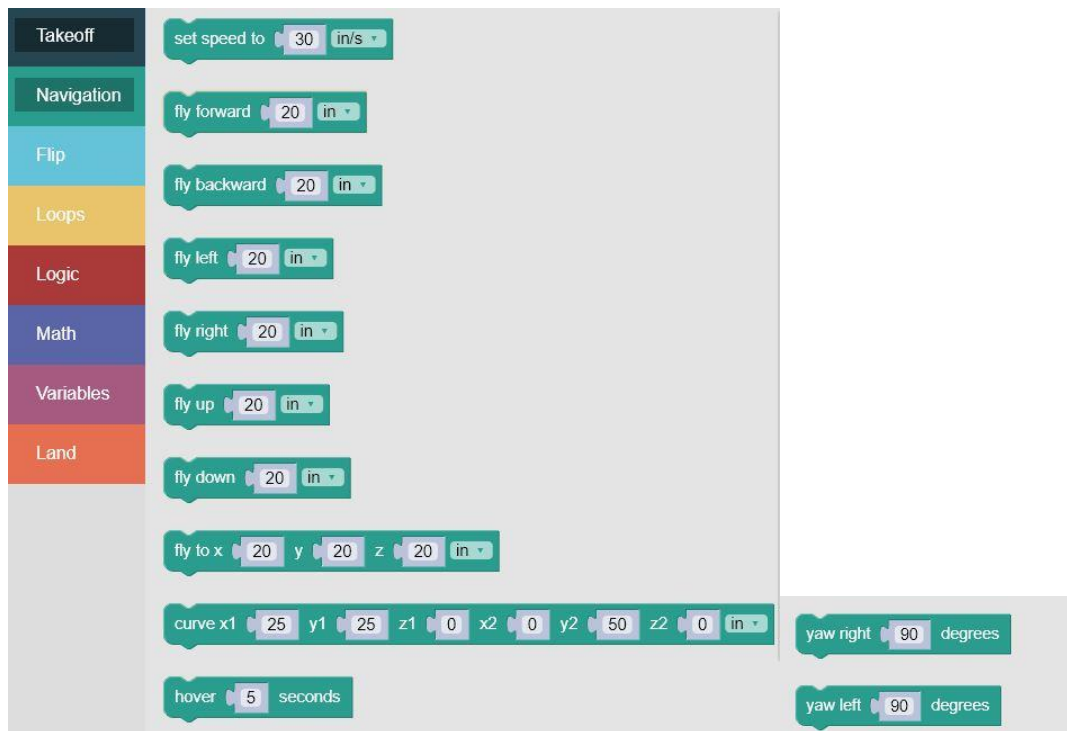 Takeoff
Navigation
Flip
Loops
Logic
Math
Variables
Land
set speed to 30 in/s
fly forward 20 in
fly backward 20 in
fly left 20 in
fly right 20 in
fly up 20 in
fly down 20 in
fly to x 20 y 20 z 20 in
curve x1 25 y1 25 z1 0 x2 0 y2 50 z2 0 in
hover 5 seconds
yaw right 90 degrees
yaw left 90 degrees